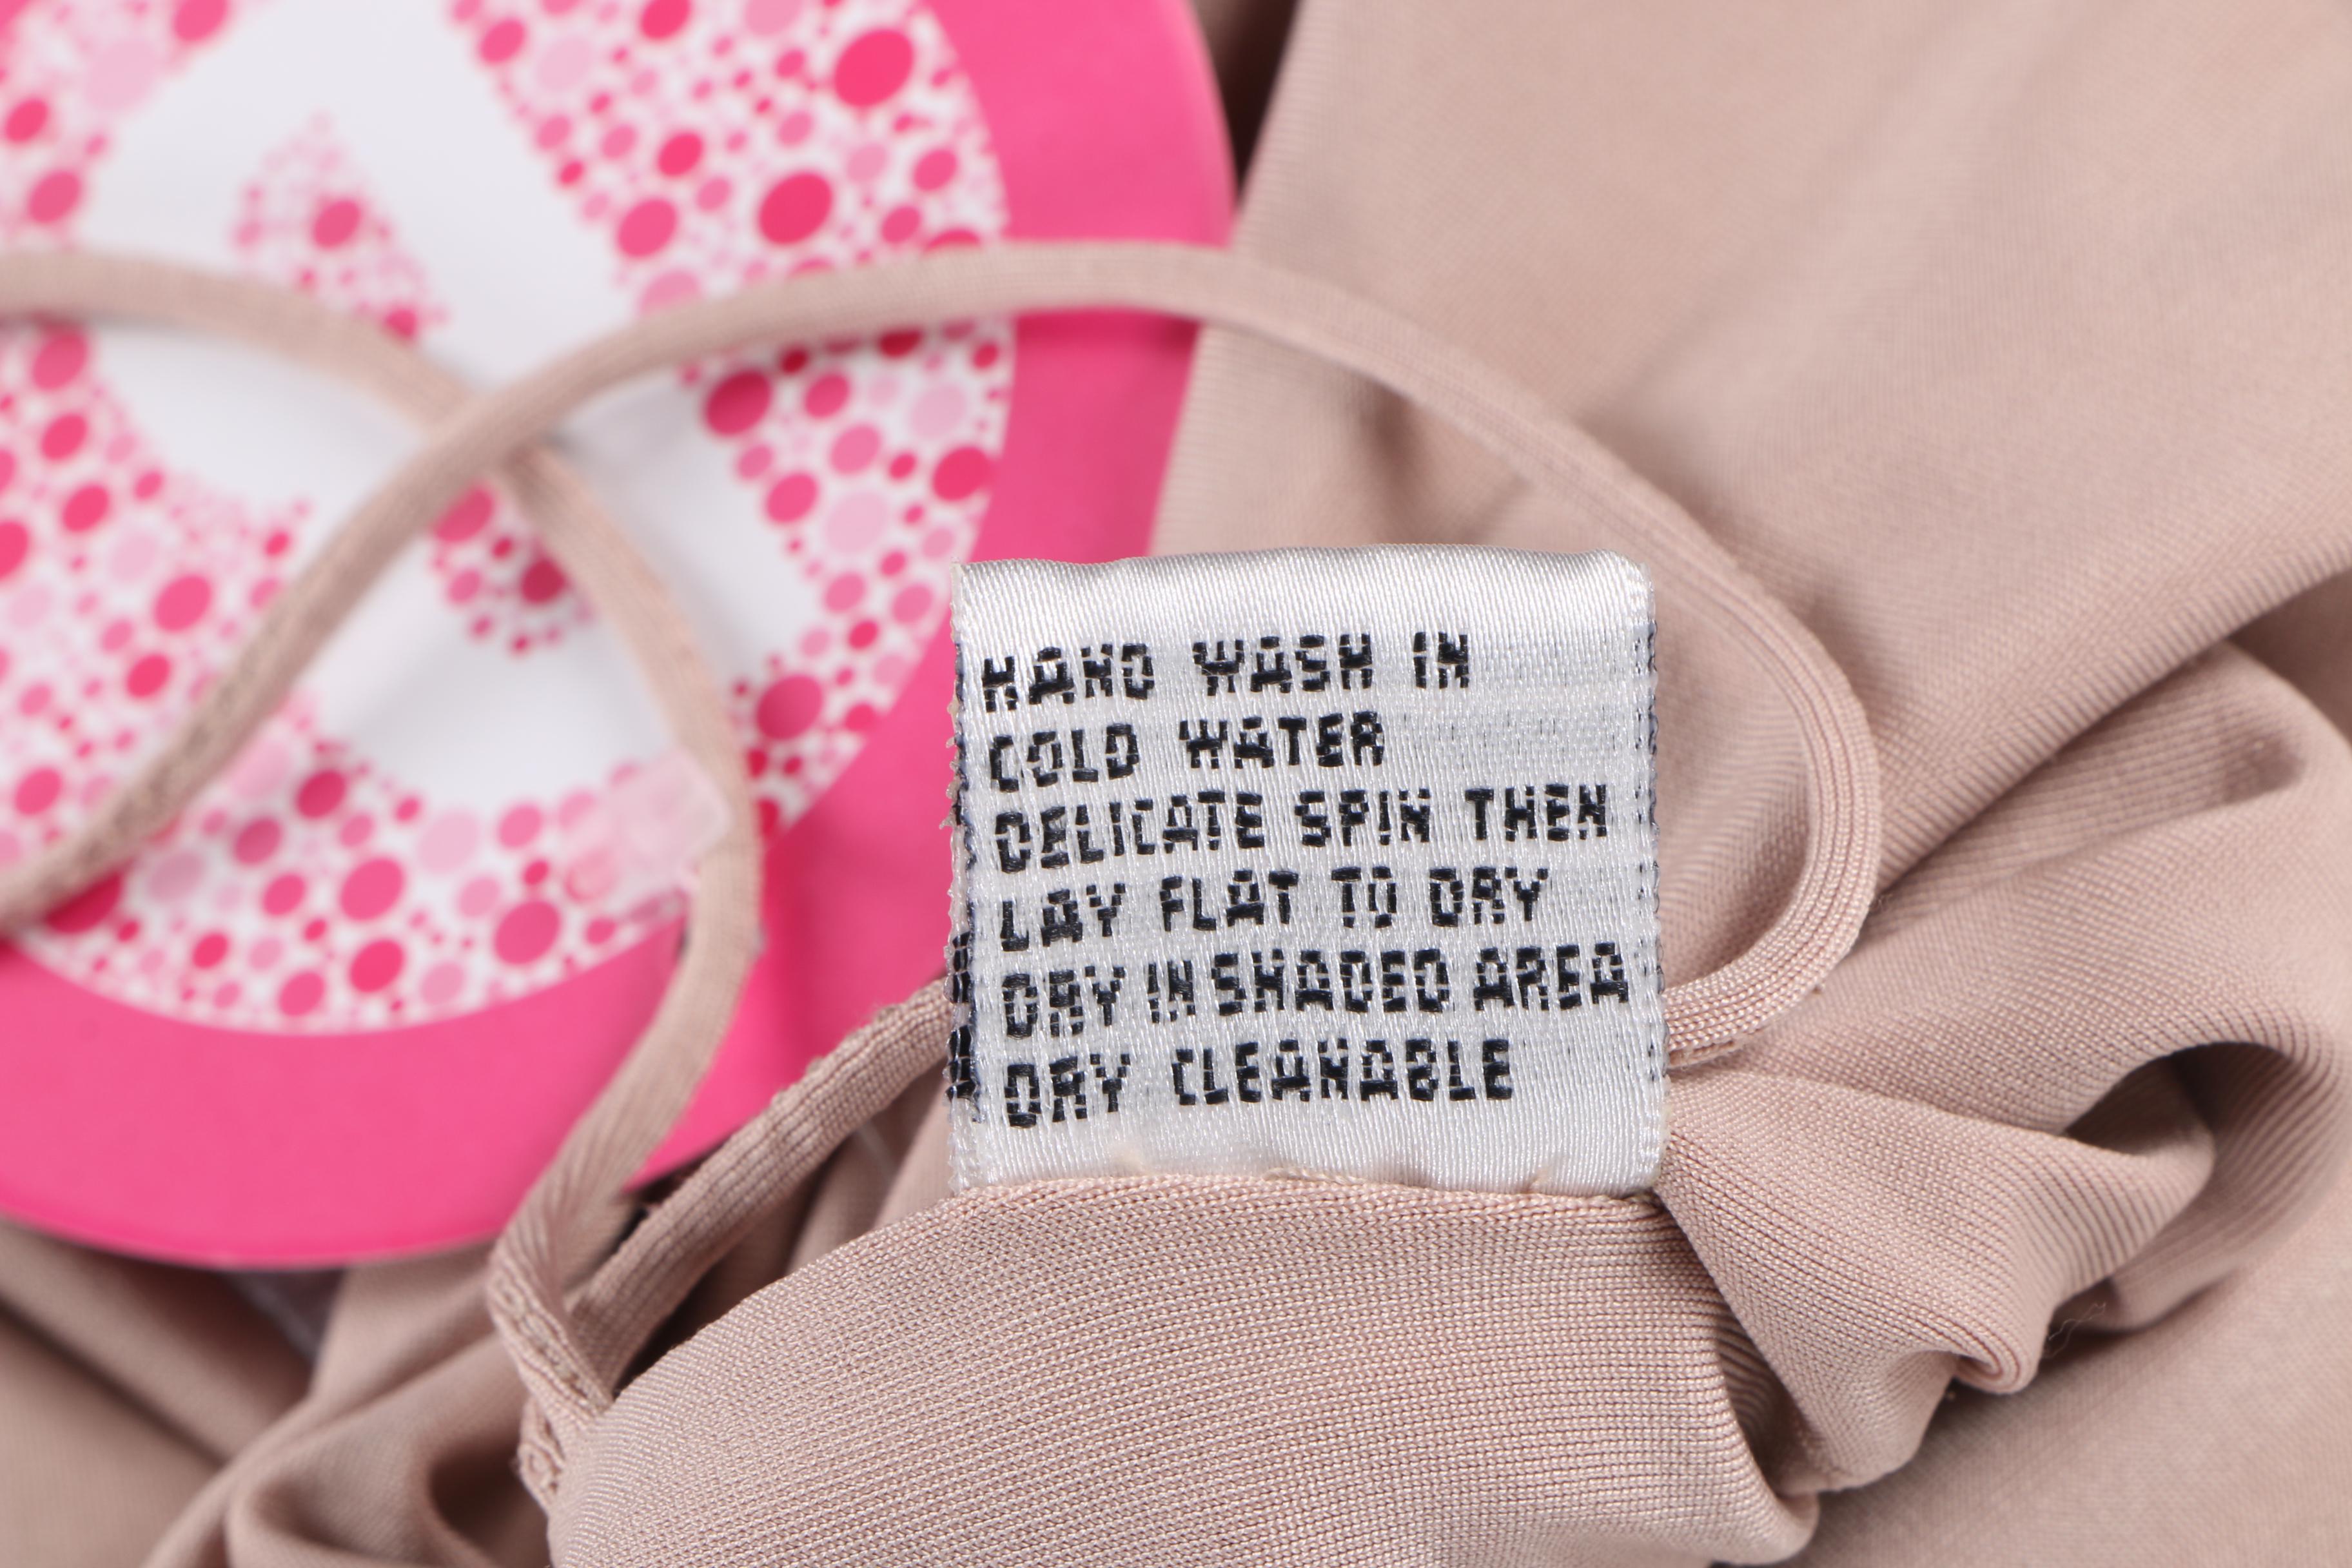 HAND WASH IN
COLD WATER
DELICATE SPIN THEN
LAY FLAT TO DRY
DRY IN SHADED AREA
DRY CLEANABLE